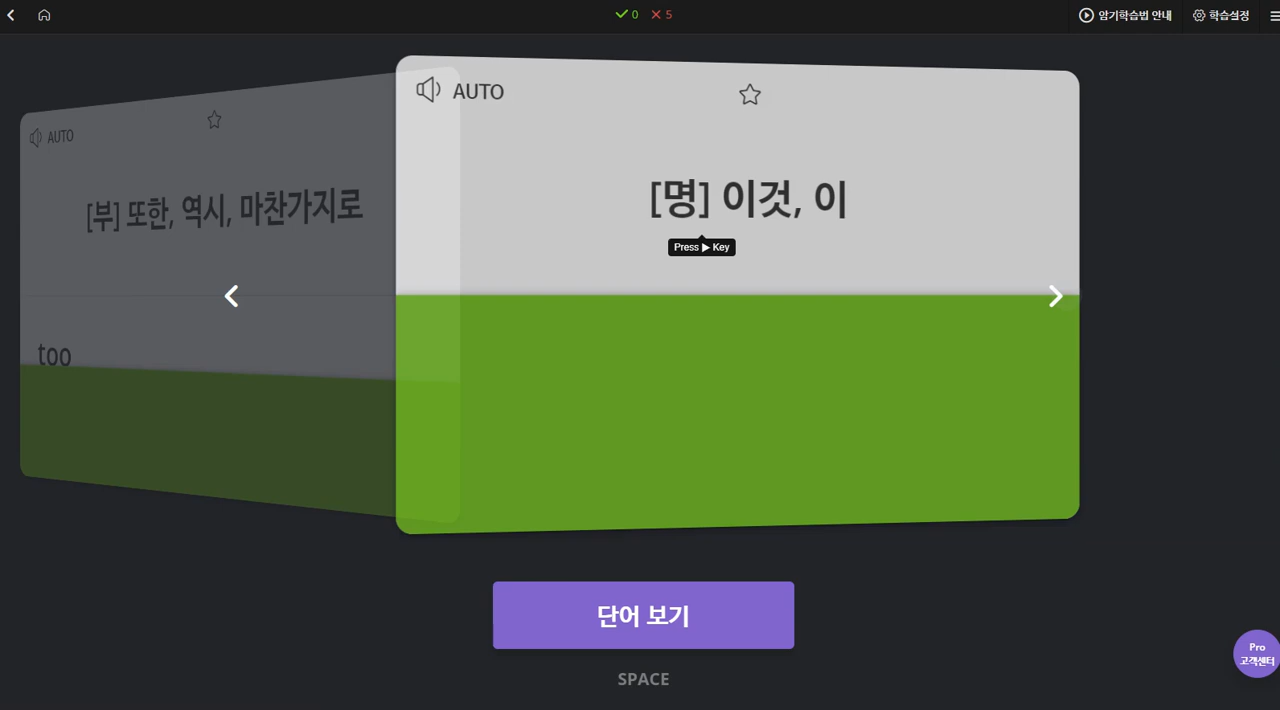 0 5
암기학습법 안내
학습설정
AUTO
[부] 또한, 역시, 마찬가지로
too
AUTO
[명] 이것, 이
Press ▶ Key
단어 보기
SPACE
Pro
고객센터